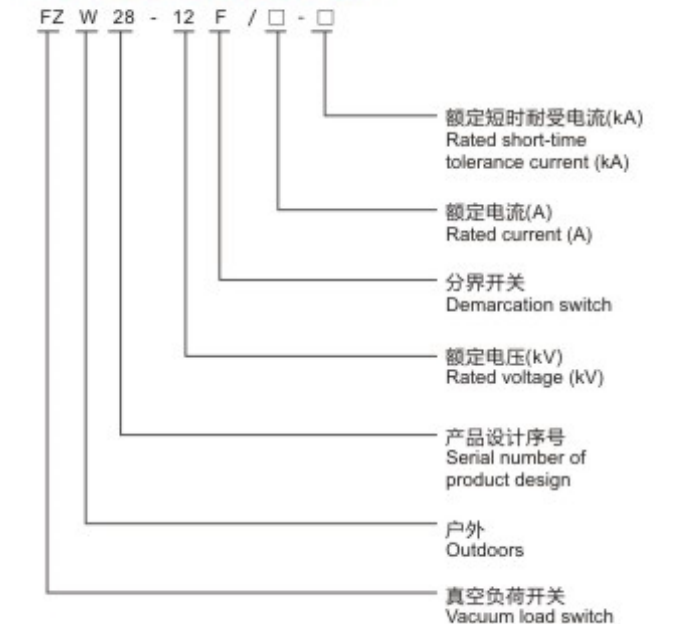 FZ W 28 - 12 F / □ - □
额定短时耐受电流(kA)
Rated short-time
tolerance current (kA)
额定电流(A)
Rated current (A)
分界开关
Demarcation switch
额定电压(kV)
Rated voltage (kV)
产品设计序号
Serial number of
product design
户外
Outdoors
真空负荷开关
Vacuum load switch